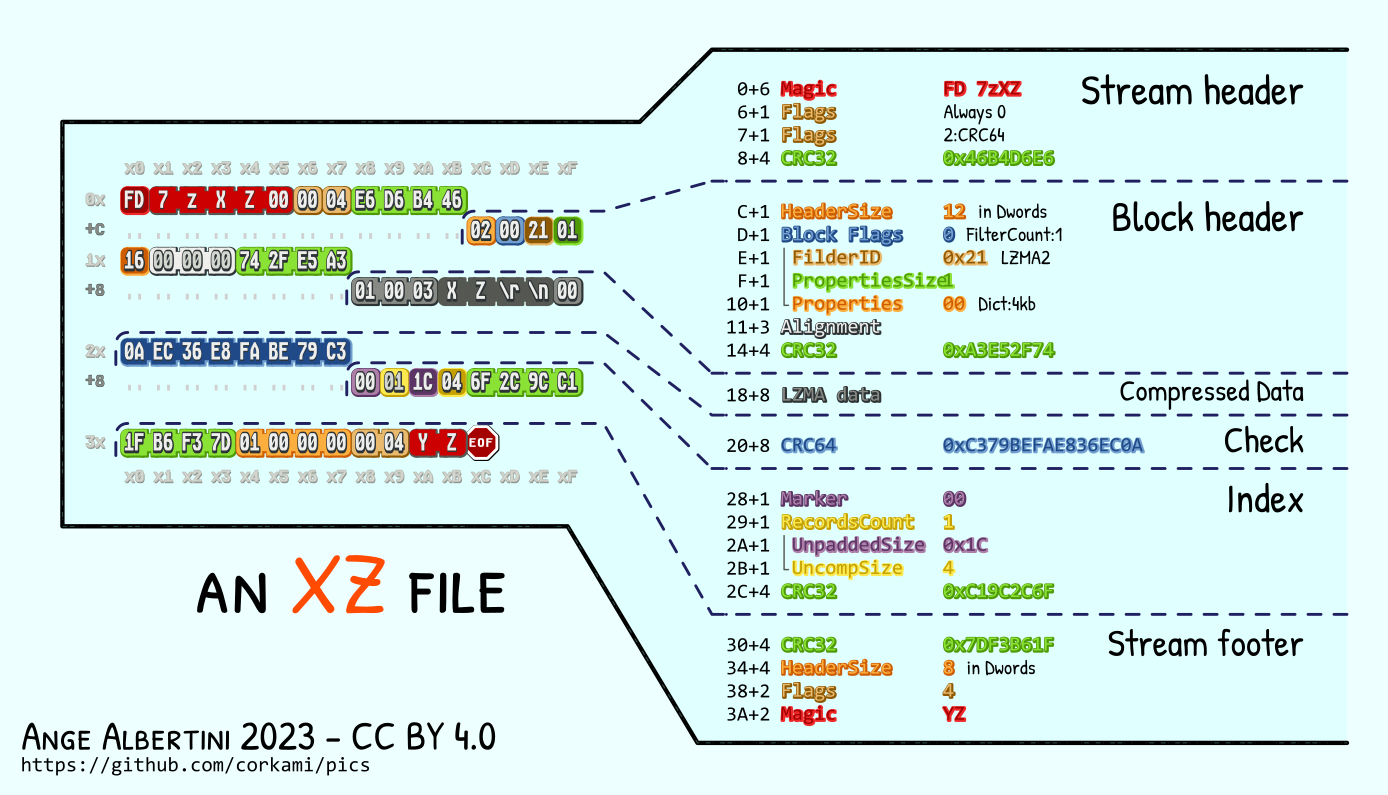 x0 x1 x2 x3 x4 x5 x6 x7 x8 x9 xA xB xC xD xE xF
0x FD 7 z X Z 00 00 04 E6 D6 B4 46
+C 02 00 21 01
1x 16 00 00 00 74 2F E5 A3
+8 01 00 03 X Z \r \n 00
2x 0A EC 36 E8 FA BE 79 C3
+8 00 01 1C 04 6F 2C 9C C1
3x 1F B6 F3 7D 01 00 00 00 00 04 Y Z EOF
x0 x1 x2 x3 x4 x5 x6 x7 x8 x9 xA xB xC xD xE xF
AN XZ FILE
Ange Albertini 2023 - CC BY 4.0
https://github.com/corkami/pics
Stream header
0+6 Magic FD 7zXZ
6+1 Flags Always 0
7+1 Flags 2:CRC64
8+4 CRC32 0x46B4D6E6
Block header
C+1 HeaderSize 12 in Dwords
D+1 Block Flags 0 FilterCount:1
E+1 FilderID 0x21 LZMA2
F+1 PropertiesSize 1
10+1 Properties 00 Dict:4kb
11+3 Alignment
14+4 CRC32 0xA3E52F74
Compressed Data
18+8 LZMA data
Check
20+8 CRC64 0xC379BEFAE836EC0A
Index
28+1 Marker 00
29+1 RecordsCount 1
2A+1 UnpaddedSize 0x1C
2B+1 UncompSize 4
2C+4 CRC32 0xC19C2C6F
Stream footer
30+4 CRC32 0x7DF3B61F
34+4 HeaderSize 8 in Dwords
38+2 Flags 4
3A+2 Magic YZ